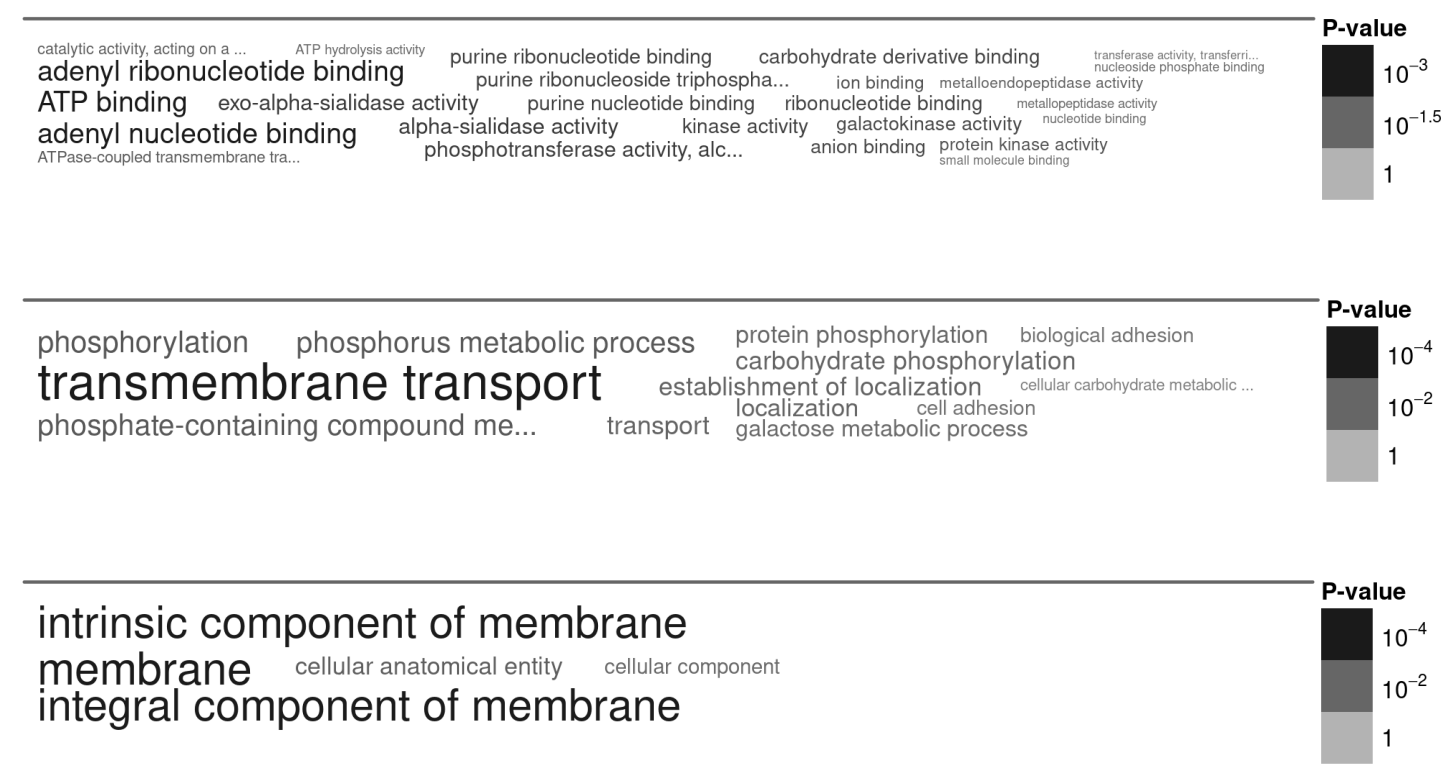 P-value
catalytic activity, acting on a ...
ATP hydrolysis activity
purine ribonucleotide binding
carbohydrate derivative binding
transferase activity, transferri...
nucleoside phosphate binding
adenyl ribonucleotide binding
purine ribonucleoside triphospha...
ion binding
metalloendopeptidase activity
ATP binding
exo-alpha-sialidase activity
purine nucleotide binding
ribonucleotide binding
metallopeptidase activity
nucleotide binding
adenyl nucleotide binding
alpha-sialidase activity
kinase activity
galactokinase activity
phosphotransferase activity, alc...
anion binding
protein kinase activity
ATPase-coupled transmembrane tra...
small molecule binding
10⁻³
10⁻¹·⁵
1
P-value
phosphorylation
phosphorus metabolic process
protein phosphorylation
biological adhesion
carbohydrate phosphorylation
transmembrane transport
establishment of localization
cellular carbohydrate metabolic ...
localization
cell adhesion
phosphate-containing compound me...
transport
galactose metabolic process
10⁻⁴
10⁻²
1
P-value
intrinsic component of membrane
membrane
cellular anatomical entity
cellular component
integral component of membrane
10⁻⁴
10⁻²
1